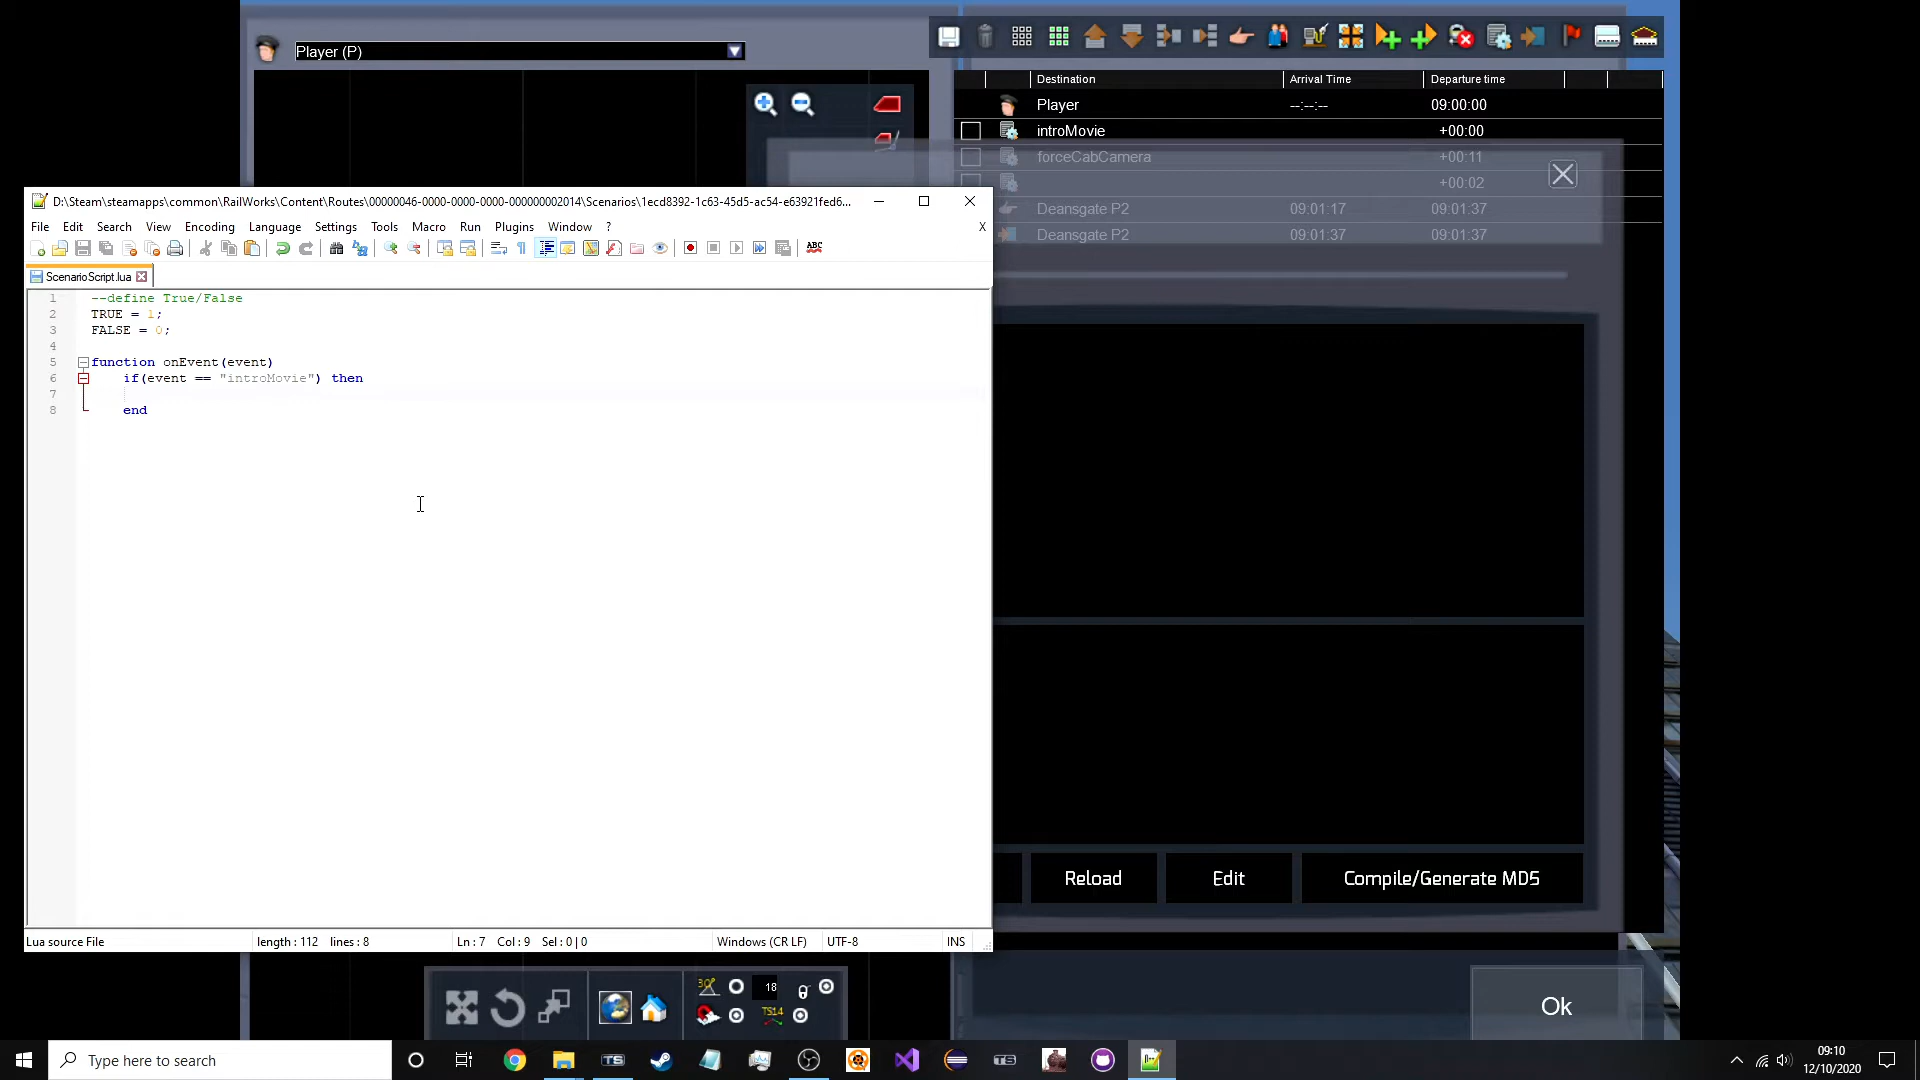 Player (P)
Destination
Arrival Time
Departure time
Player
--:--:--
09:00:00
introMovie
+00:00
forceCabCamera
+00:11
+00:02
Deansgate P2
09:01:17
09:01:37
Deansgate P2
09:01:37
09:01:37
D:\Steam\steamapps\common\RailWorks\Content\Routes\00000046-0000-0000-0000-000000002014\Scenarios\1ecd8392-1c63-45d5-ac54-e63921fed6...
File Edit Search View Encoding Language Settings Tools Macro Run Plugins Window ? X
ABC
ScenarioScript.lua
1 --define True/False
2 TRUE = 1;
3 FALSE = 0;
4
5 function onEvent(event)
6 if(event == "introMovie") then
7
8 end
Lua source File
length : 112 lines : 8
Ln : 7 Col : 9 Sel : 0 | 0
Windows (CR LF)
UTF-8
INS
Reload
Edit
Compile/Generate MD5
30°
18
TS14
Ok
Type here to search
TS
TS
09:10
12/10/2020